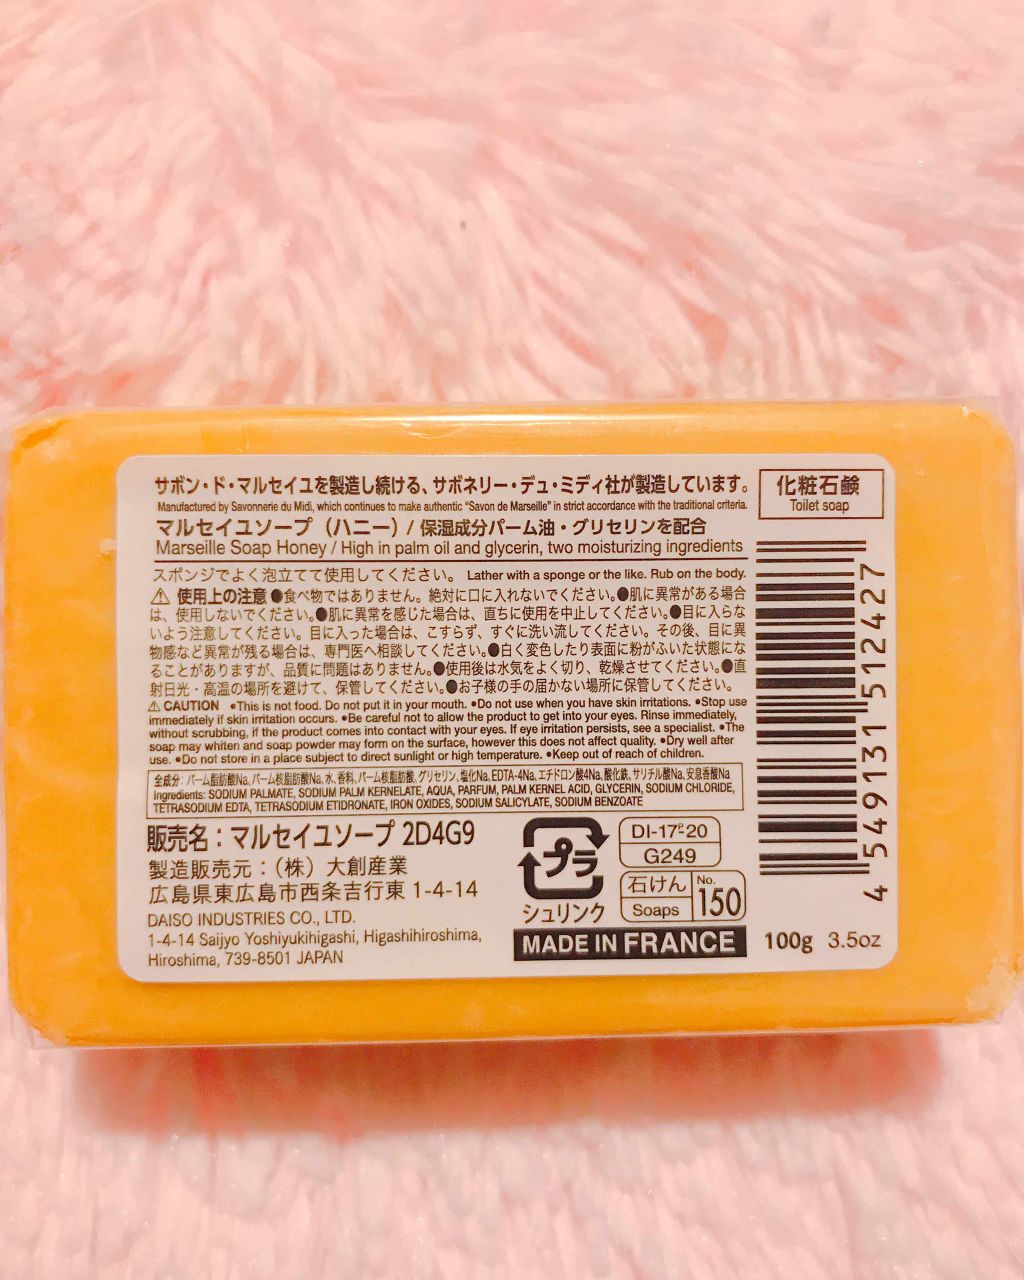 サボン・ド・マルセイユを製造し続ける、サボネリー・デュ・ミディ社が製造しています。
Manufactured by Savonnerie du Midi, which continues to make authentic "Savon de Marseille" in strict accordance with the traditional criteria.
マルセイユソープ（ハニー）/ 保湿成分パーム油・グリセリンを配合
Marseille Soap Honey / High in palm oil and glycerin, two moisturizing ingredients
化粧石鹸
Toilet soap
スポンジでよく泡立てて使用してください。 Lather with a sponge or the like. Rub on the body.
⚠ 使用上の注意 ●食べ物ではありません。絶対に口に入れないでください。●肌に異常がある場合
は、使用しないでください。●肌に異常を感じた場合は、直ちに使用を中止してください。●目に入らな
いよう注意してください。目に入った場合は、こすらず、すぐに洗い流してください。その後、目に異
物感など異常が残る場合は、専門医へ相談してください。●白く変色したり表面に粉がふいた状態にな
ることがありますが、品質に問題はありません。●使用後は水気をよく切り、乾燥させてください。●直
射日光・高温の場所を避けて、保管してください。●お子様の手の届かない場所に保管してください。
⚠ CAUTION ●This is not food. Do not put it in your mouth. ●Do not use when you have skin irritations. ●Stop use
immediately if skin irritation occurs. ●Be careful not to allow the product to get into your eyes. Rinse immediately,
without scrubbing, if the product comes into contact with your eyes. If eye irritation persists, see a specialist. ●The
soap may whiten and soap powder may form on the surface, however this does not affect quality. ●Dry well after
use. ●Do not store in a place subject to direct sunlight or high temperature. ●Keep out of reach of children.
全成分：パーム脂肪酸Na、パーム核脂肪酸Na、水、香料、パーム核脂肪酸、グリセリン、塩化Na、EDTA-4Na、エチドロン酸4Na、酸化鉄、サリチル酸Na、安息香酸Na
Ingredients: SODIUM PALMATE, SODIUM PALM KERNELATE, AQUA, PARFUM, PALM KERNEL ACID, GLYCERIN, SODIUM CHLORIDE,
TETRASODIUM EDTA, TETRASODIUM ETIDRONATE, IRON OXIDES, SODIUM SALICYLATE, SODIUM BENZOATE
販売名：マルセイユソープ 2D4G9
製造販売元：（株）大創産業
広島県東広島市西条吉行東 1-4-14
DAISO INDUSTRIES CO., LTD.
1-4-14 Saijyo Yoshiyukihigashi, Higashihiroshima,
Hiroshima, 739-8501 JAPAN
プラ
シュリンク
DI-17º20
G249
石けん
Soaps
No.
150
MADE IN FRANCE
100g 3.5oz
4 549131 512427